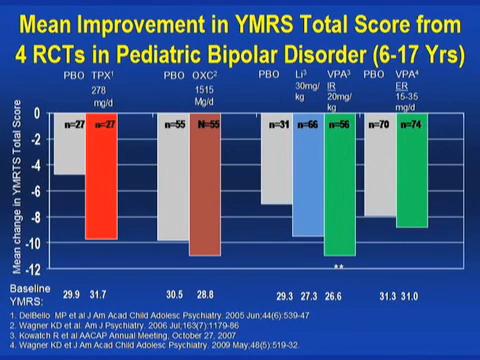 Mean Improvement in YMRS Total Score from
4 RCTs in Pediatric Bipolar Disorder (6-17 Yrs)
PBO TPX¹ PBO OXC² PBO Li³ VPA³ PBO VPA⁴
278 1515 30mg/ IR ER
mg/d Mg/d kg 20mg/ 15-35
kg mg/d
Mean change in YMRTS Total Score
0
-2
-4
-6
-8
-10
-12
n=27 n=27 n=55 N=55 n=31 n=66 n=56 n=70 n=74
**
Baseline
YMRS: 29.9 31.7 30.5 28.8 29.3 27.3 26.6 31.3 31.0
1. DelBello MP et al J Am Acad Child Adolesc Psychiatry. 2005 Jun;44(6):539-47
2. Wagner KD et al Am J Psychiatry. 2006 Jul;163(7):1179-86
3. Kowatch R et al AACAP Annual Meeting, October 27, 2007
4. Wagner KD et J Am Acad Child Adolesc Psychiatry. 2009 May;48(5):519-32.